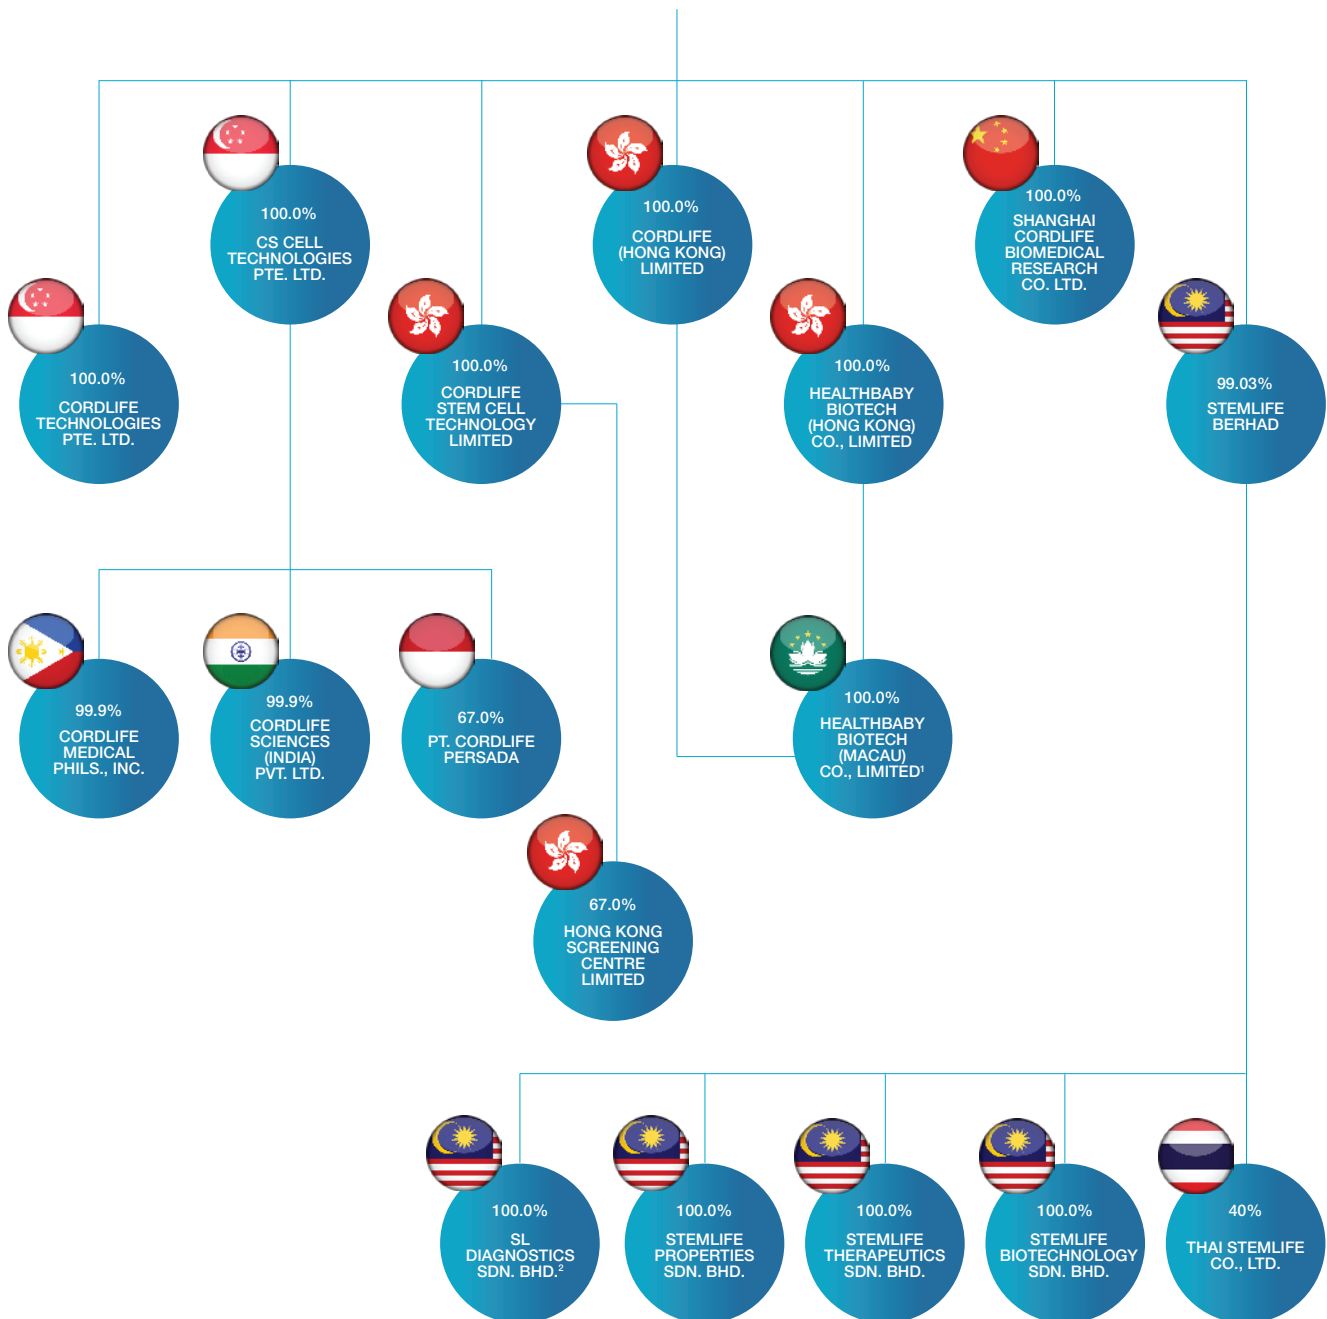 100.0%
CS CELL
TECHNOLOGIES
PTE. LTD.
100.0%
CORDLIFE
(HONG KONG)
LIMITED
100.0%
SHANGHAI
CORDLIFE
BIOMEDICAL
RESEARCH
CO. LTD.
100.0%
CORDLIFE
TECHNOLOGIES
PTE. LTD.
100.0%
CORDLIFE
STEM CELL
TECHNOLOGY
LIMITED
100.0%
HEALTHBABY
BIOTECH
(HONG KONG)
CO., LIMITED
99.03%
STEMLIFE
BERHAD
99.9%
CORDLIFE
MEDICAL
PHILS., INC.
99.9%
CORDLIFE
SCIENCES
(INDIA)
PVT. LTD.
67.0%
PT. CORDLIFE
PERSADA
100.0%
HEALTHBABY
BIOTECH
(MACAU)
CO., LIMITED¹
67.0%
HONG KONG
SCREENING
CENTRE
LIMITED
100.0%
SL
DIAGNOSTICS
SDN. BHD.²
100.0%
STEMLIFE
PROPERTIES
SDN. BHD.
100.0%
STEMLIFE
THERAPEUTICS
SDN. BHD.
100.0%
STEMLIFE
BIOTECHNOLOGY
SDN. BHD.
40%
THAI STEMLIFE
CO., LTD.